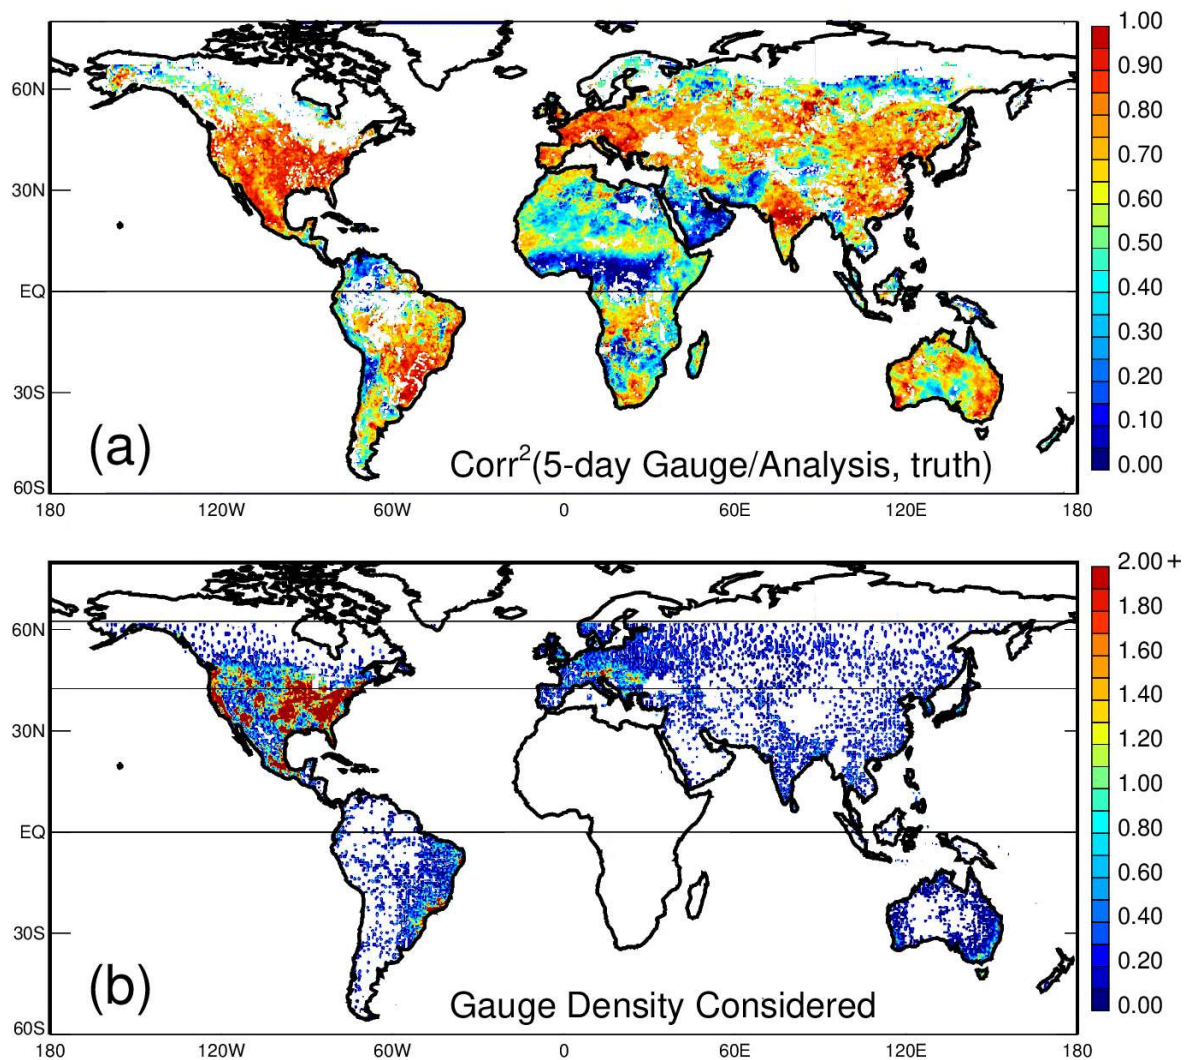 1.00
0.90
60N
0.80
0.70
30N
0.60
0.50
EQ
0.40
0.30
30S
0.20
0.10
(a)
Corr²(5-day Gauge/Analysis, truth)
0.00
60S
180 120W 60W 0 60E 120E 180
2.00 +
1.80
60N
1.60
1.40
30N
1.20
1.00
EQ
0.80
0.60
0.40
30S
0.20
(b)
Gauge Density Considered
0.00
60S
180 120W 60W 0 60E 120E 180